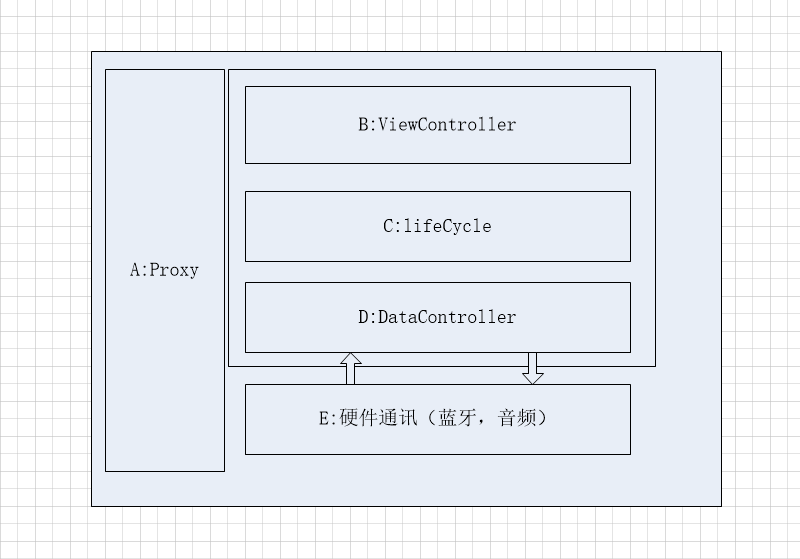 B:ViewController
C:lifeCycle
A:Proxy
D:DataController
E:硬件通讯（蓝牙，音频）